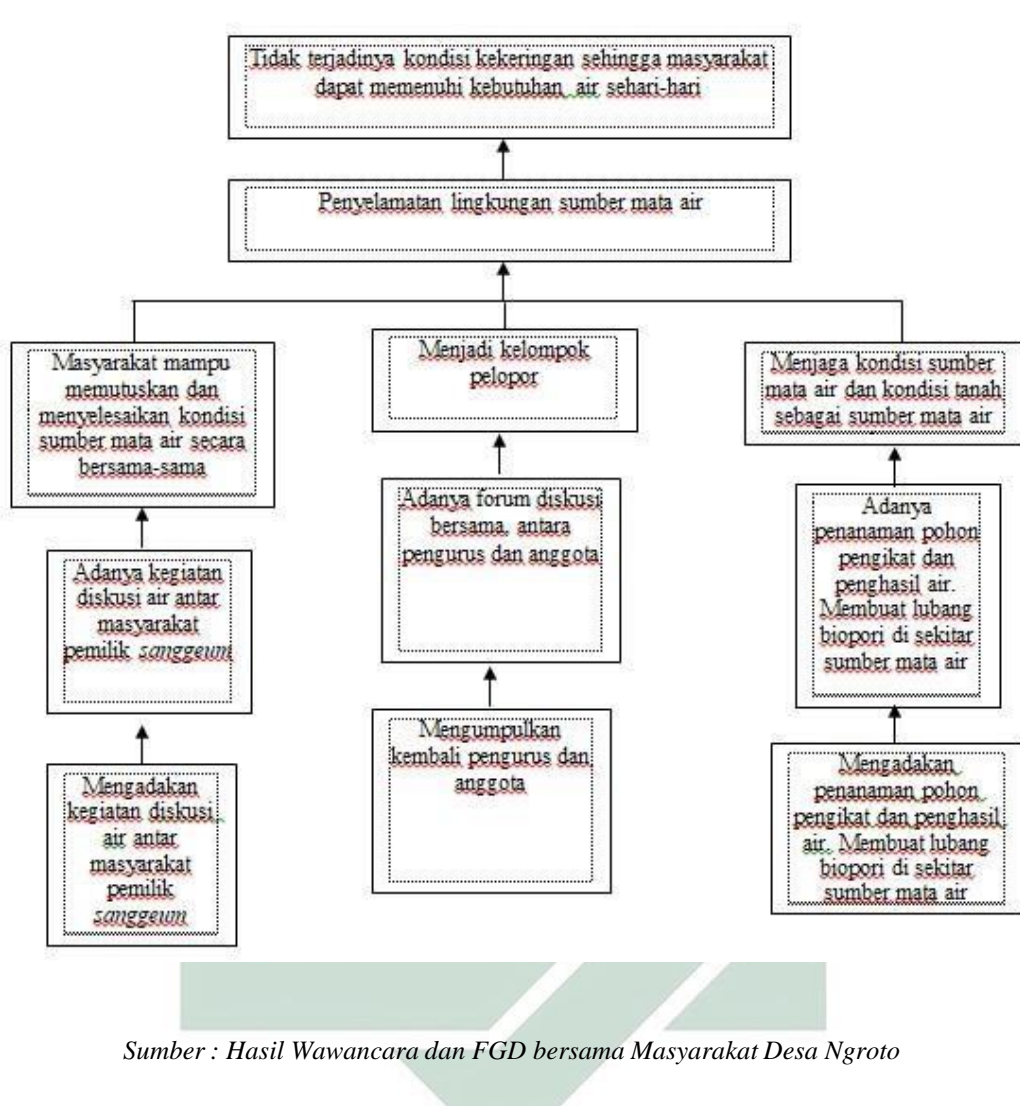 Tidak terjadinya kondisi kekeringan sehingga masyarakat
dapat memenuhi kebutuhan air sehari-hari
Penyelamatan lingkungan sumber mata air
Masyarakat mampu
memutuskan dan
menyelesaikan kondisi
sumber mata air secara
bersama-sama
Adanya kegiatan
diskusi air antar
masyarakat
pemilik sanggeum
Mengadakan
kegiatan diskusi
air antar
masyarakat
pemilik
sanggeum
Menjadi kelompok
pelopor
Adanya forum diskusi
bersama, antara
pengurus dan anggota
Mengumpulkan
kembali pengurus dan
anggota
Menjaga kondisi sumber
mata air dan kondisi tanah
sebagai sumber mata air
Adanya
penanaman pohon
pengikat dan
penghasil air.
Membuat lubang
biopori di sekitar
sumber mata air
Mengadakan
penanaman pohon
pengikat dan penghasil
air. Membuat lubang
biopori di sekitar
sumber mata air
Sumber : Hasil Wawancara dan FGD bersama Masyarakat Desa Ngroto